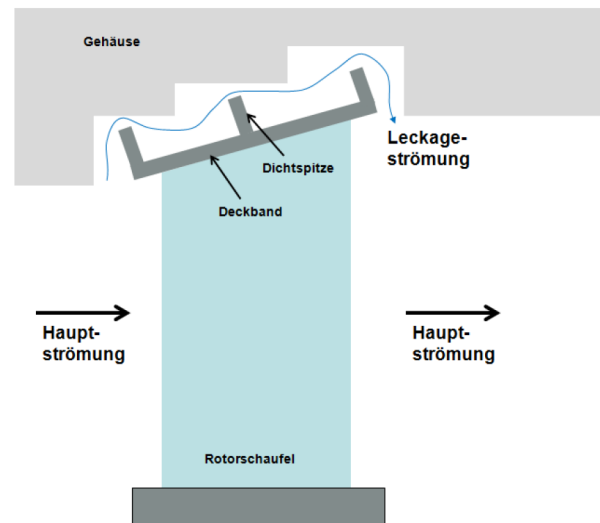 Gehäuse
Leckage-
strömung
Dichtspitze
Deckband
Haupt-
strömung
Haupt-
strömung
Rotorschaufel